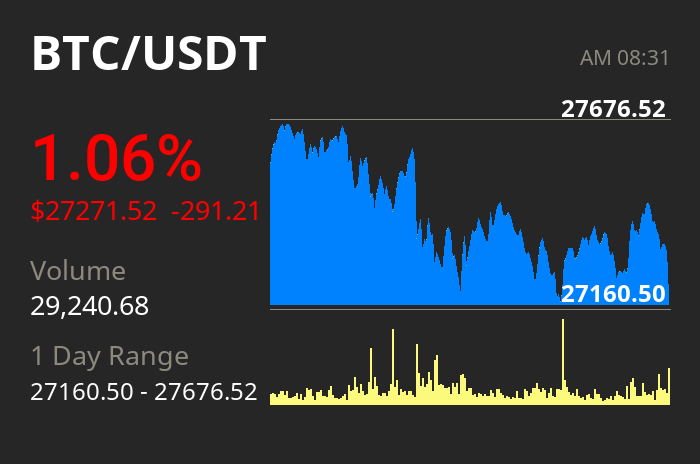 BTC/USDT
AM 08:31
27676.52
1.06%
$27271.52 -291.21
Volume
29,240.68
27160.50
1 Day Range
27160.50 - 27676.52